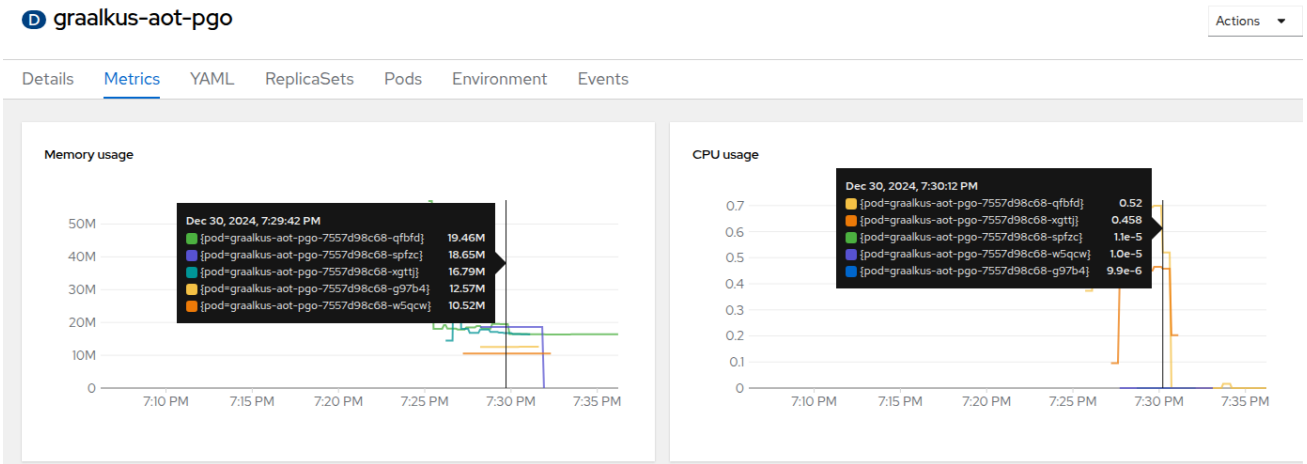 D graalkus-aot-pgo
Actions
Details Metrics YAML ReplicaSets Pods Environment Events
Memory usage
50M
40M
30M
20M
10M
0
7:10 PM 7:15 PM 7:20 PM 7:25 PM 7:30 PM 7:35 PM
Dec 30, 2024, 7:29:42 PM
{pod=graalkus-aot-pgo-7557d98c68-qfbfd} 19.46M
{pod=graalkus-aot-pgo-7557d98c68-spfzc} 18.65M
{pod=graalkus-aot-pgo-7557d98c68-xgttj} 16.79M
{pod=graalkus-aot-pgo-7557d98c68-g97b4} 12.57M
{pod=graalkus-aot-pgo-7557d98c68-w5qcw} 10.52M
CPU usage
0.7
0.6
0.5
0.4
0.3
0.2
0.1
0
7:10 PM 7:15 PM 7:20 PM 7:25 PM 7:30 PM 7:35 PM
Dec 30, 2024, 7:30:12 PM
{pod=graalkus-aot-pgo-7557d98c68-qfbfd} 0.52
{pod=graalkus-aot-pgo-7557d98c68-xgttj} 0.458
{pod=graalkus-aot-pgo-7557d98c68-spfzc} 1.1e-5
{pod=graalkus-aot-pgo-7557d98c68-w5qcw} 1.0e-5
{pod=graalkus-aot-pgo-7557d98c68-g97b4} 9.9e-6